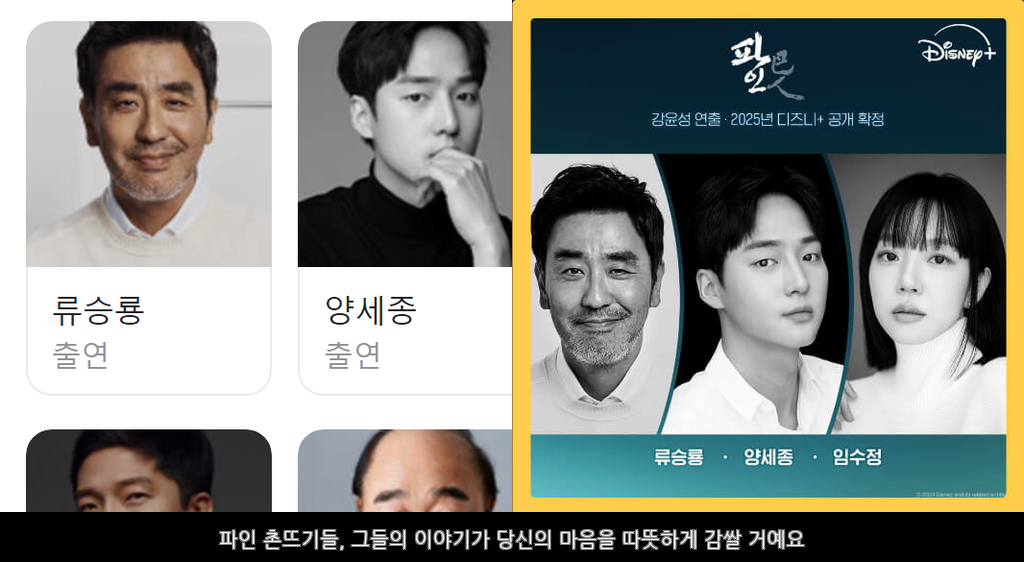 류승룡
출연
양세종
출연
파인
巴人
Disney+
강윤성 연출 · 2025년 디즈니+ 공개 확정
류승룡 · 양세종 · 임수정
파인 촌뜨기들, 그들의 이야기가 당신의 마음을 따뜻하게 감쌀 거예요